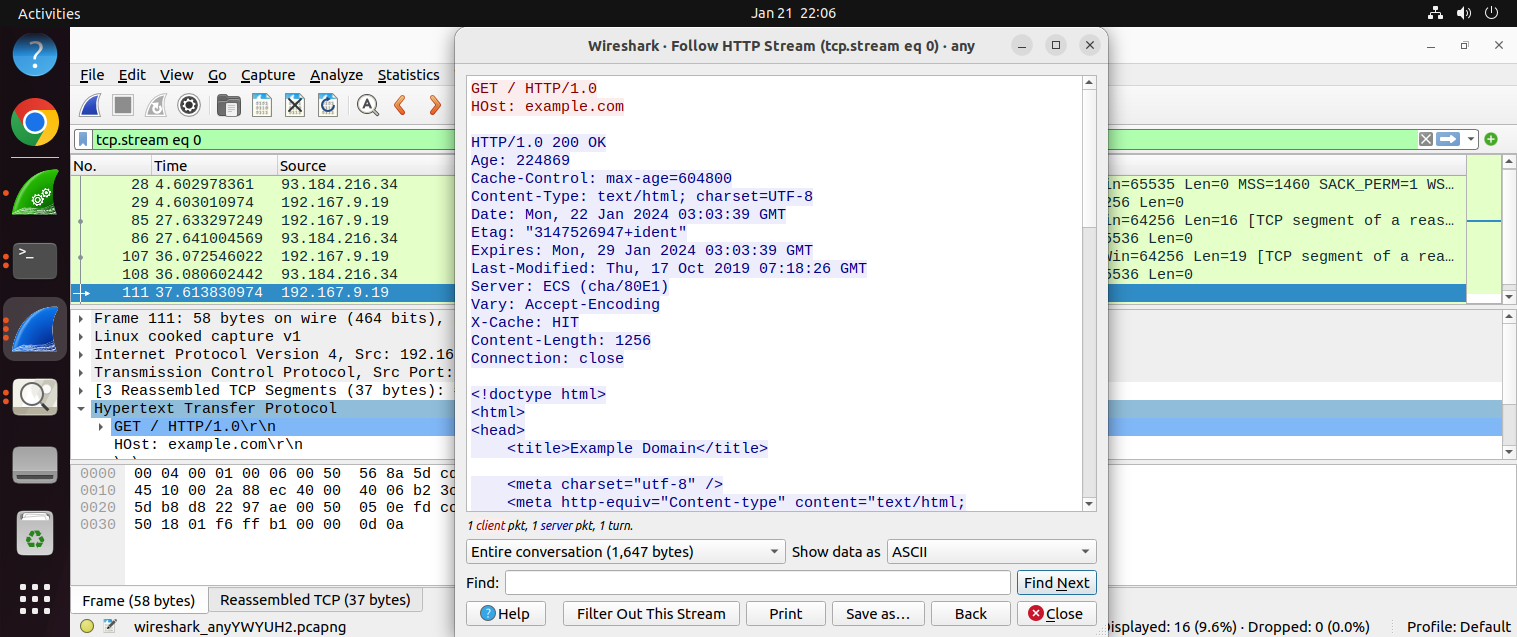 Activities
Jan 21 22:06
Wireshark · Follow HTTP Stream (tcp.stream eq 0) · any
File Edit View Go Capture Analyze Statistics
tcp.stream eq 0
No. Time Source
28 4.602978361 93.184.216.34 in=65535 Len=0 MSS=1460 SACK_PERM=1 WS…
29 4.603010974 192.167.9.19 256 Len=0
85 27.633297249 192.167.9.19 in=64256 Len=16 [TCP segment of a reas…
86 27.641004569 93.184.216.34 5536 Len=0
107 36.072546022 192.167.9.19 Win=64256 Len=19 [TCP segment of a rea…
108 36.080602442 93.184.216.34 5536 Len=0
111 37.613830974 192.167.9.19
Frame 111: 58 bytes on wire (464 bits),
Linux cooked capture v1
Internet Protocol Version 4, Src: 192.16
Transmission Control Protocol, Src Port:
[3 Reassembled TCP Segments (37 bytes):
Hypertext Transfer Protocol
GET / HTTP/1.0\r\n
HOst: example.com\r\n
0000 00 04 00 01 00 06 00 50 56 8a 5d
0010 45 10 00 2a 88 ec 40 00 40 06 b2
0020 5d b8 d8 22 97 ae 00 50 05 0e fd
0030 50 18 01 f6 ff b1 00 00 0d 0a
Frame (58 bytes) Reassembled TCP (37 bytes)
wireshark_anyYWYUH2.pcapng
isplayed: 16 (9.6%) · Dropped: 0 (0.0%) Profile: Default
GET / HTTP/1.0
HOst: example.com
HTTP/1.0 200 OK
Age: 224869
Cache-Control: max-age=604800
Content-Type: text/html; charset=UTF-8
Date: Mon, 22 Jan 2024 03:03:39 GMT
Etag: "3147526947+ident"
Expires: Mon, 29 Jan 2024 03:03:39 GMT
Last-Modified: Thu, 17 Oct 2019 07:18:26 GMT
Server: ECS (cha/80E1)
Vary: Accept-Encoding
X-Cache: HIT
Content-Length: 1256
Connection: close
<!doctype html>
<html>
<head>
<title>Example Domain</title>
<meta charset="utf-8" />
<meta http-equiv="Content-type" content="text/html;
1 client pkt, 1 server pkt, 1 turn.
Entire conversation (1,647 bytes) Show data as ASCII
Find: Find Next
Help Filter Out This Stream Print Save as… Back Close